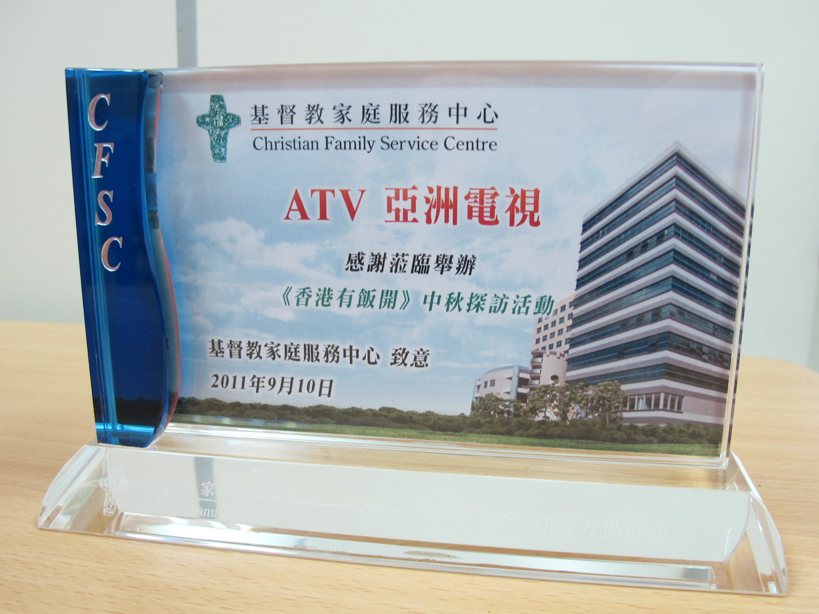 CFSC
基督教家庭服務中心
Christian Family Service Centre
ATV 亞洲電視
感謝蒞臨舉辦
《香港有飯開》中秋探訪活動
基督教家庭服務中心 致意
2011年9月10日